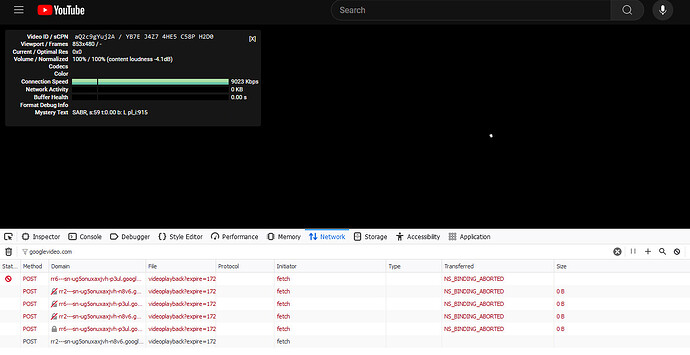 YouTube
Search
Video ID / sCPN aQ2c9gYuj2A / YB7E J4Z7 4HE5 C58P H2D0 [X]
Viewport / Frames 853x480 / -
Current / Optimal Res 0x0
Volume / Normalized 100% / 100% (content loudness -4.1dB)
Codecs
Color
Connection Speed 9023 Kbps
Network Activity 0 KB
Buffer Health 0.00 s
Format Debug Info
Mystery Text SABR, s:59 t:0.00 b: L pl_i:915
Inspector Console Debugger Style Editor Performance Memory Network Storage Accessibility Application
googlevideo.com
Stat... Method Domain File Protocol Initiator Type Transferred Size
POST rr6---sn-ug5onuxaxjvh-p3ul.googl... videoplayback?expire=172 fetch NS_BINDING_ABORTED
POST rr2---sn-ug5onuxaxjvh-n8v6.g... videoplayback?expire=172 fetch NS_BINDING_ABORTED 0 B
POST rr6---sn-ug5onuxaxjvh-p3ul.g... videoplayback?expire=172 fetch NS_BINDING_ABORTED 0 B
POST rr2---sn-ug5onuxaxjvh-n8v6.g... videoplayback?expire=172 fetch NS_BINDING_ABORTED 0 B
POST rr6---sn-ug5onuxaxjvh-p3ul.g... videoplayback?expire=172 fetch NS_BINDING_ABORTED 0 B
POST rr2---sn-ug5onuxaxjvh-n8v6.googl... videoplayback?expire=172 fetch